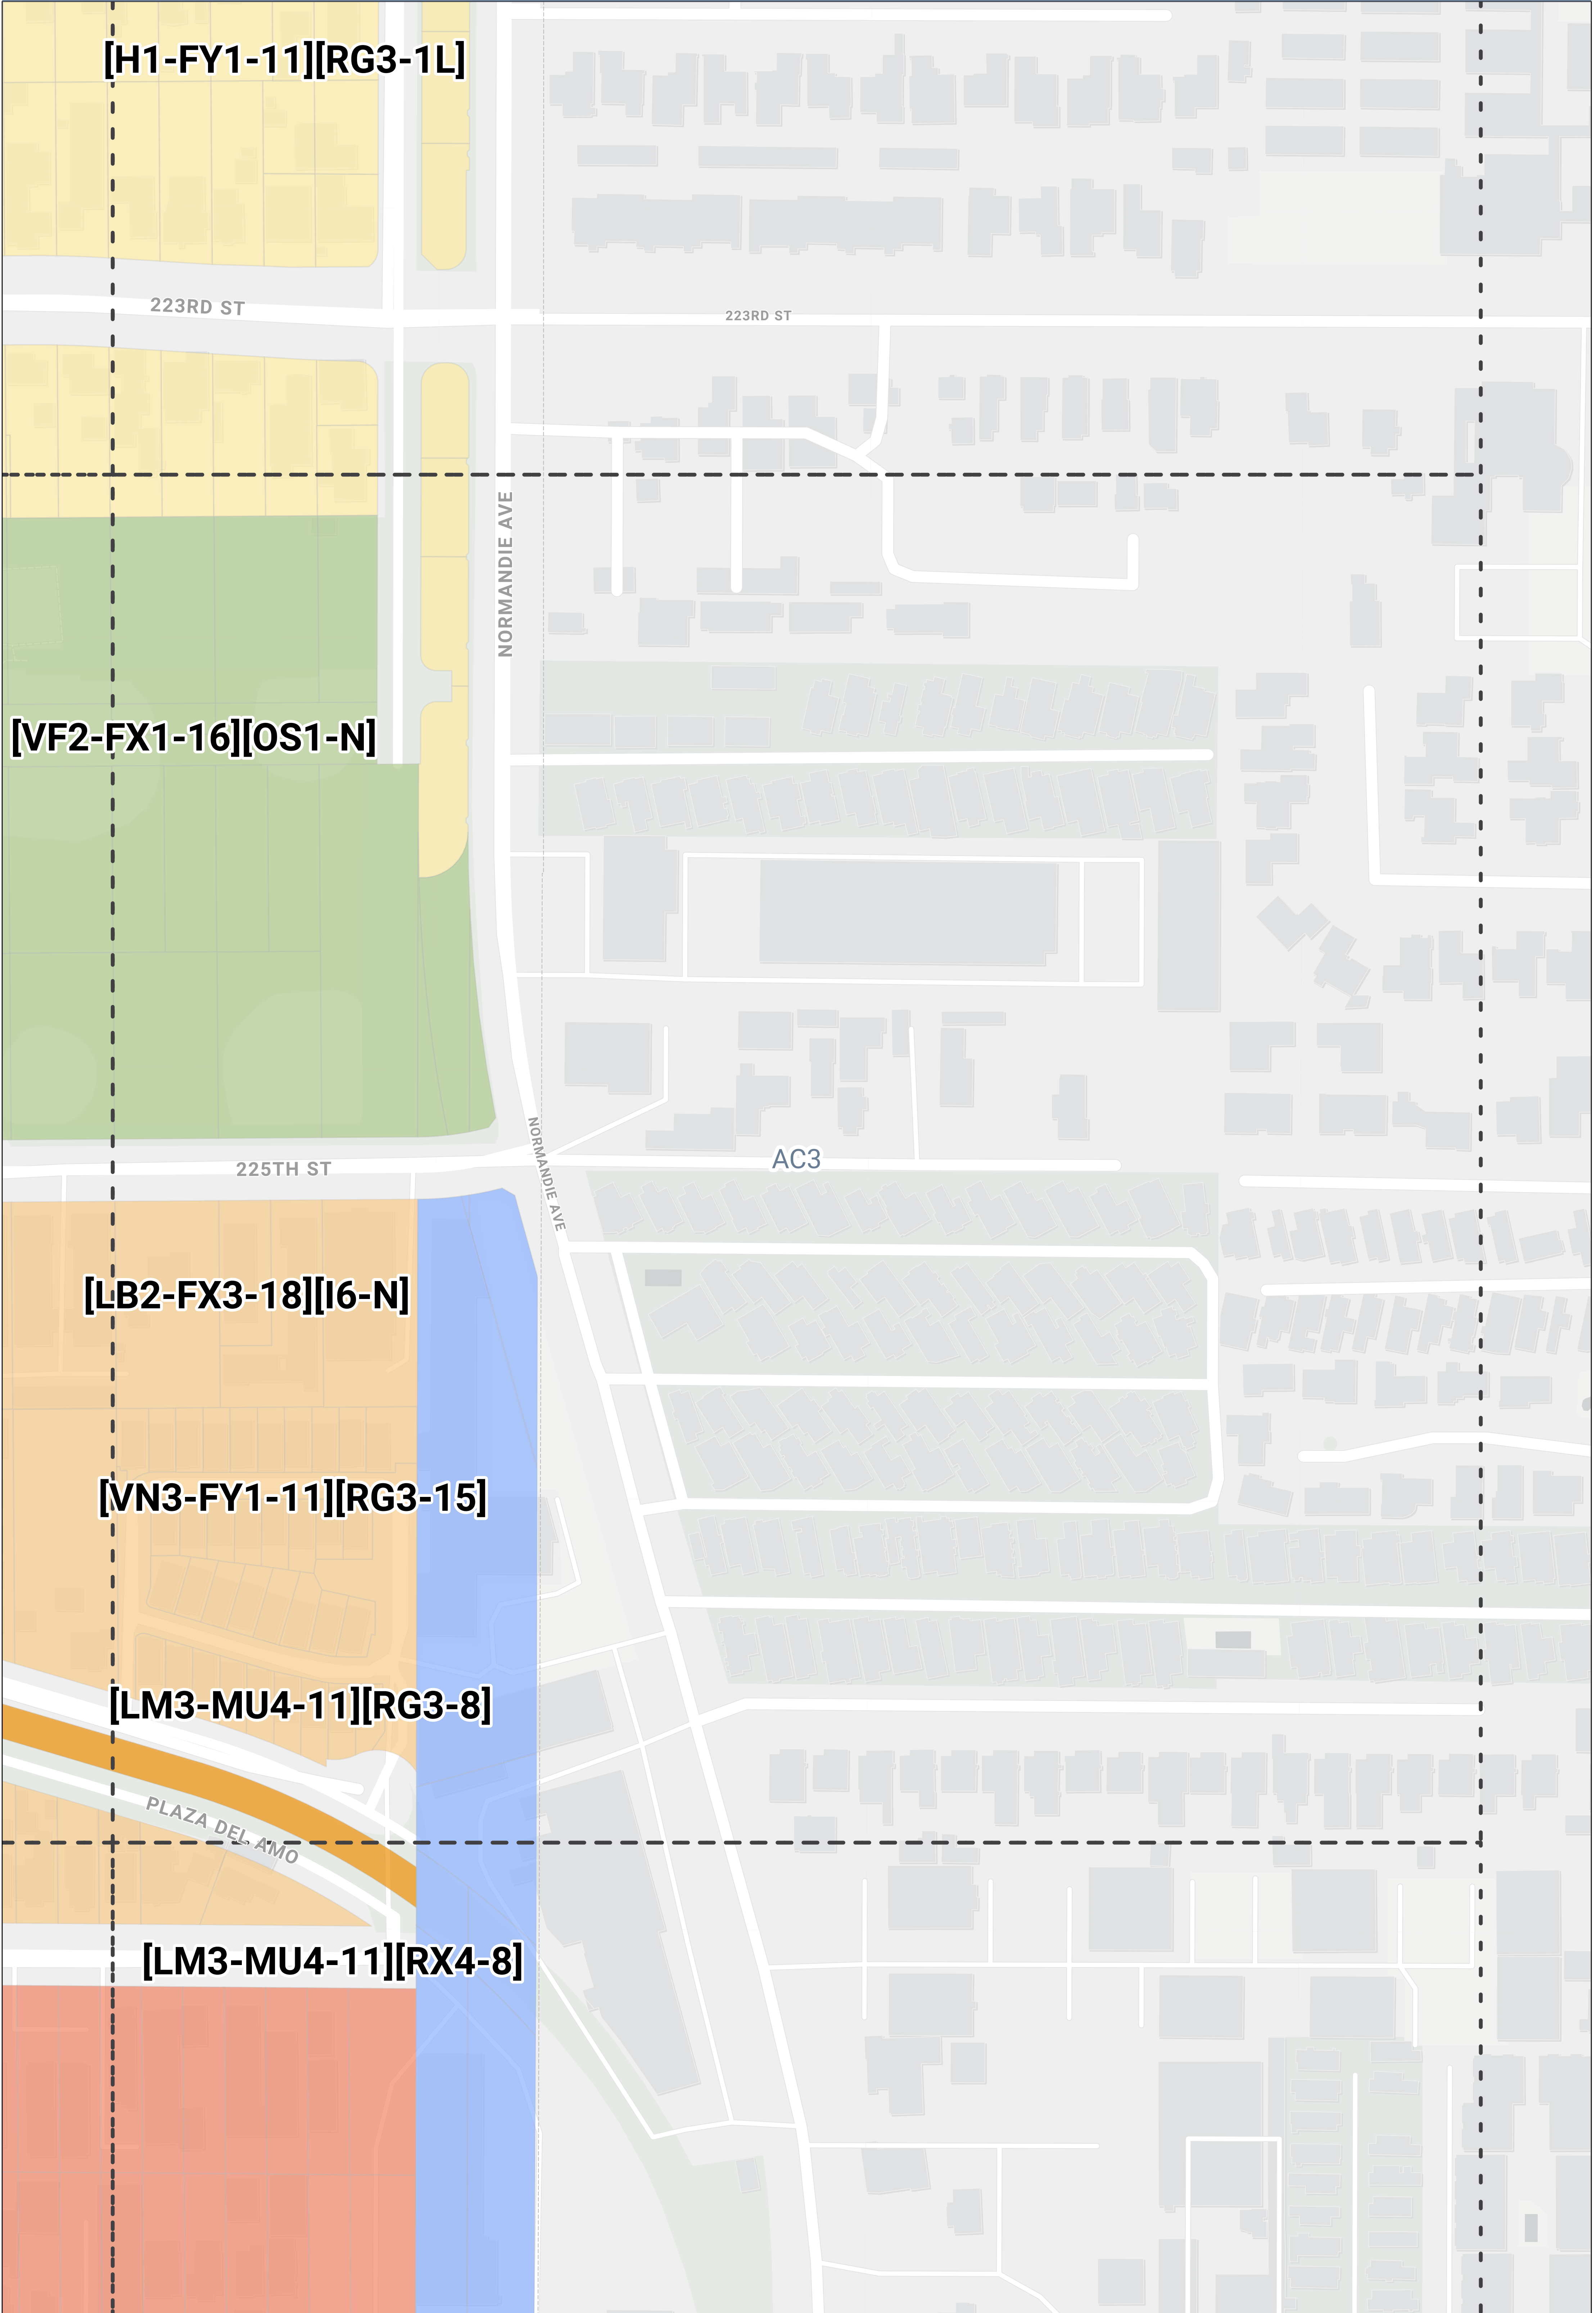 [H1-FY1-11][RG3-1L]
223RD ST
223RD ST
NORMANDIE AVE
[VF2-FX1-16][OS1-N]
NORMANDIE AVE
AC3
225TH ST
[LB2-FX3-18][I6-N]
[VN3-FY1-11][RG3-15]
[LM3-MU4-11][RG3-8]
PLAZA DEL AMO
[LM3-MU4-11][RX4-8]